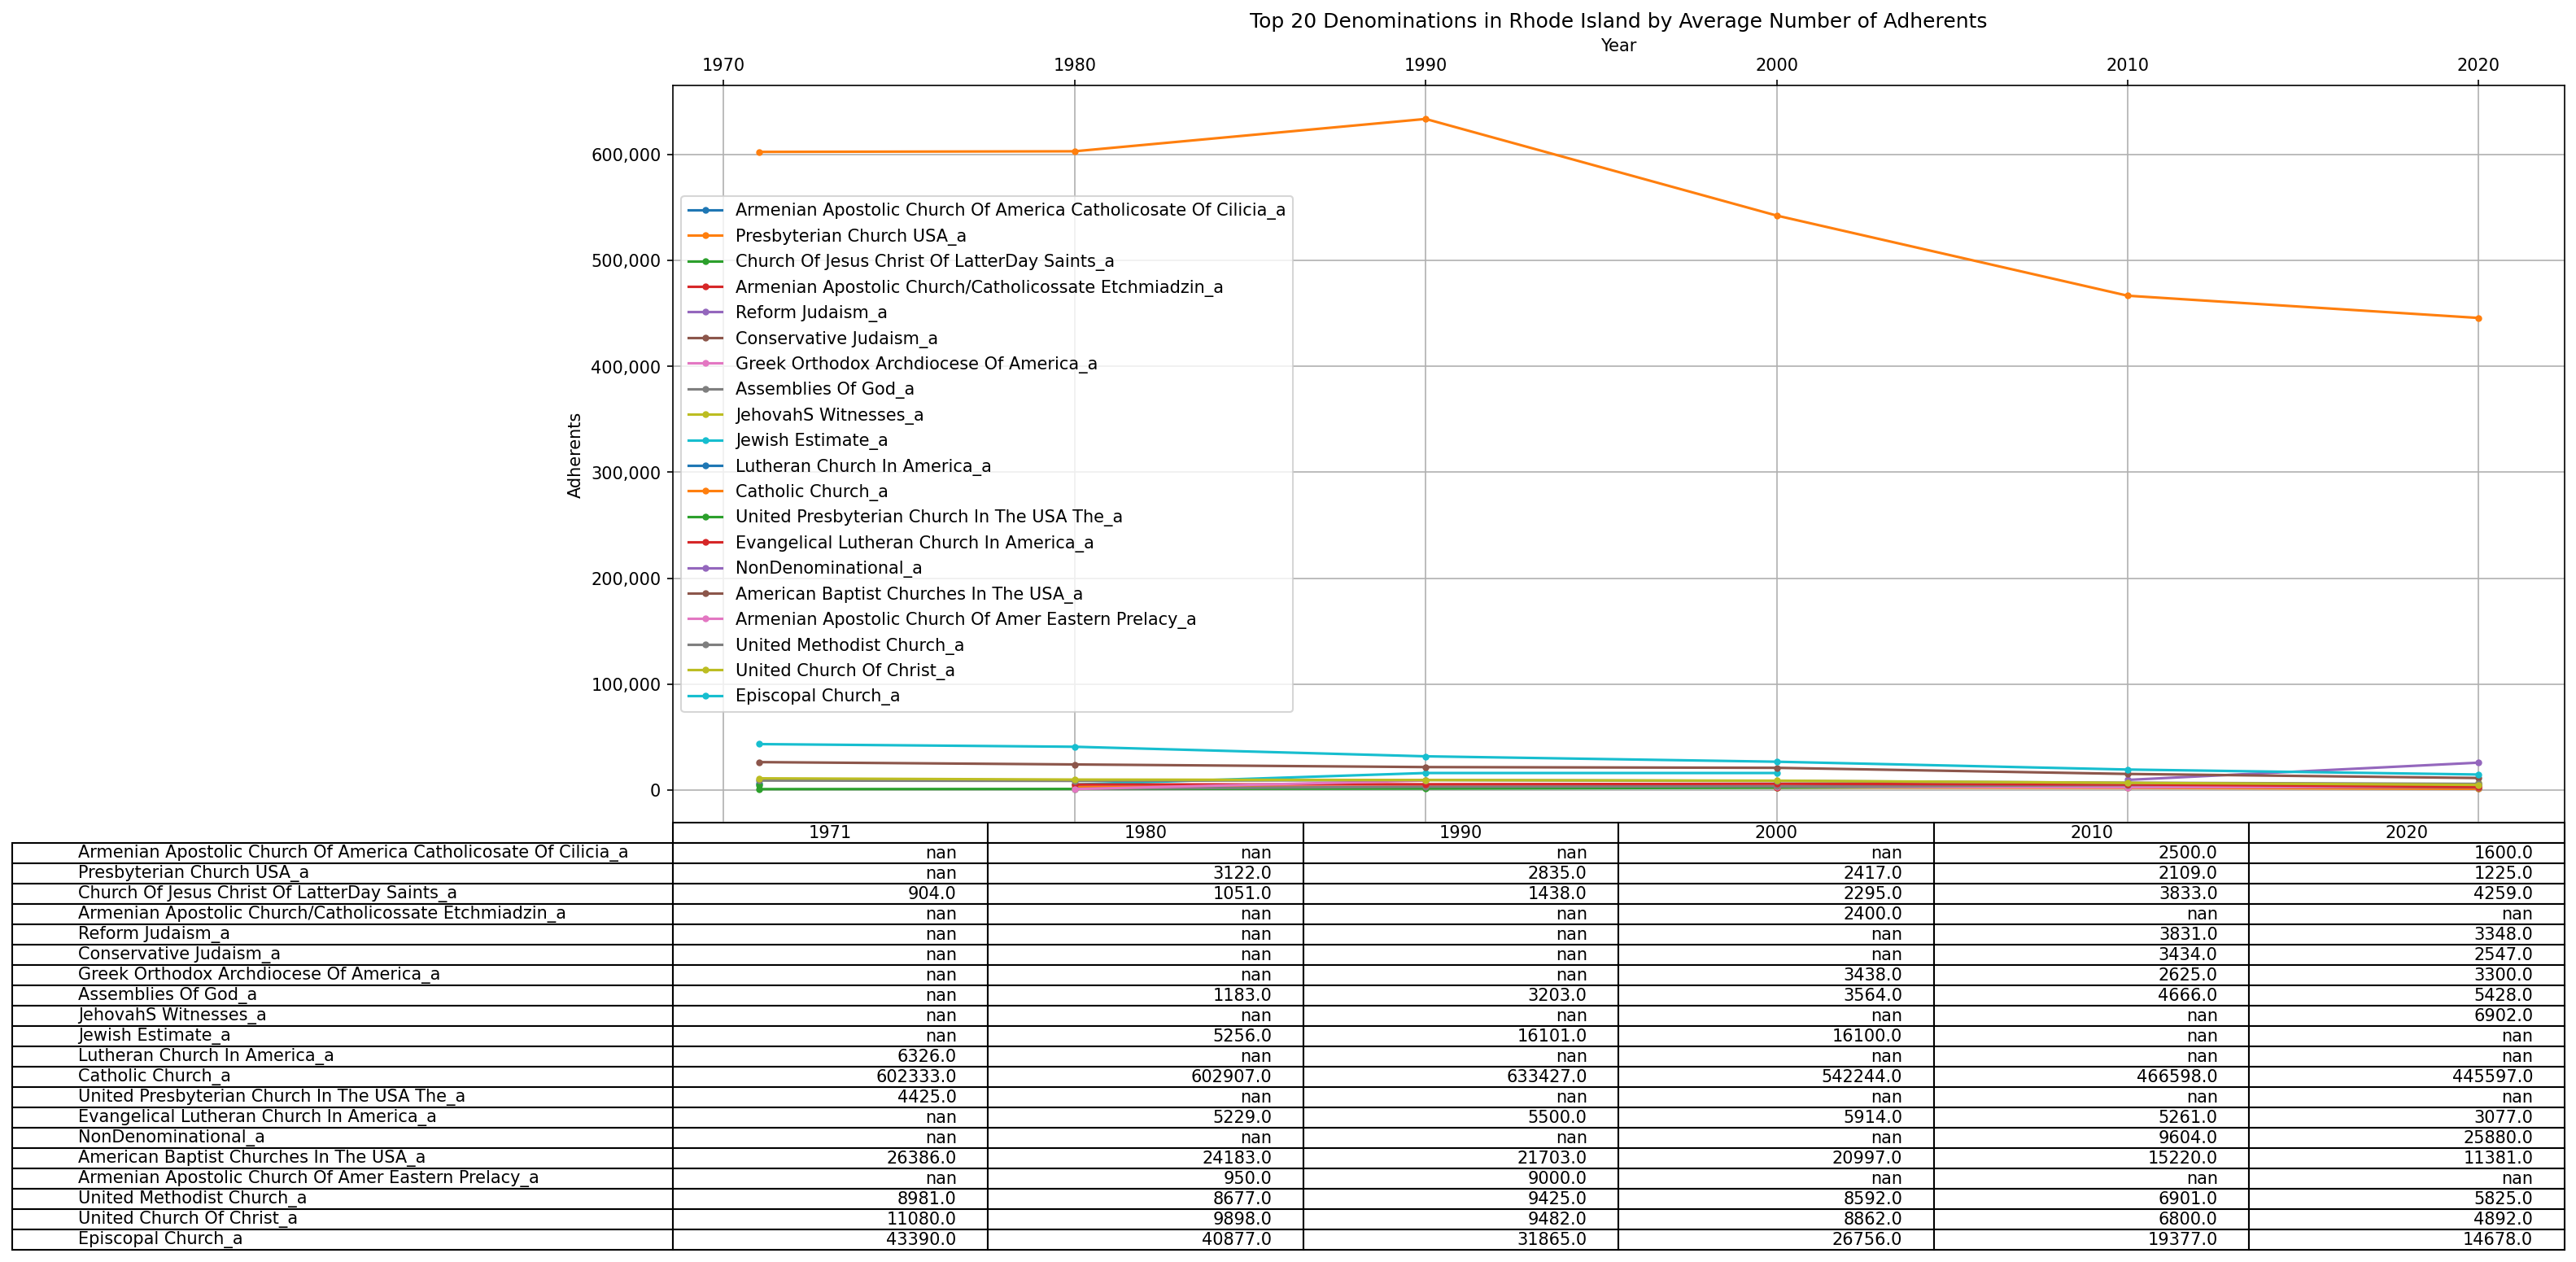 Top 20 Denominations in Rhode Island by Average Number of Adherents
Year
1970 1980 1990 2000 2010 2020
600,000
500,000
400,000
300,000
200,000
100,000
0
Adherents
Armenian Apostolic Church Of America Catholicosate Of Cilicia_a
Presbyterian Church USA_a
Church Of Jesus Christ Of LatterDay Saints_a
Armenian Apostolic Church/Catholicossate Etchmiadzin_a
Reform Judaism_a
Conservative Judaism_a
Greek Orthodox Archdiocese Of America_a
Assemblies Of God_a
JehovahS Witnesses_a
Jewish Estimate_a
Lutheran Church In America_a
Catholic Church_a
United Presbyterian Church In The USA The_a
Evangelical Lutheran Church In America_a
NonDenominational_a
American Baptist Churches In The USA_a
Armenian Apostolic Church Of Amer Eastern Prelacy_a
United Methodist Church_a
United Church Of Christ_a
Episcopal Church_a
1971 1980 1990 2000 2010 2020
Armenian Apostolic Church Of America Catholicosate Of Cilicia_a nan nan nan nan 2500.0 1600.0
Presbyterian Church USA_a nan 3122.0 2835.0 2417.0 2109.0 1225.0
Church Of Jesus Christ Of LatterDay Saints_a 904.0 1051.0 1438.0 2295.0 3833.0 4259.0
Armenian Apostolic Church/Catholicossate Etchmiadzin_a nan nan nan 2400.0 nan nan
Reform Judaism_a nan nan nan nan 3831.0 3348.0
Conservative Judaism_a nan nan nan nan 3434.0 2547.0
Greek Orthodox Archdiocese Of America_a nan nan nan 3438.0 2625.0 3300.0
Assemblies Of God_a nan 1183.0 3203.0 3564.0 4666.0 5428.0
JehovahS Witnesses_a nan nan nan nan nan 6902.0
Jewish Estimate_a nan 5256.0 16101.0 16100.0 nan nan
Lutheran Church In America_a 6326.0 nan nan nan nan nan
Catholic Church_a 602333.0 602907.0 633427.0 542244.0 466598.0 445597.0
United Presbyterian Church In The USA The_a 4425.0 nan nan nan nan nan
Evangelical Lutheran Church In America_a nan 5229.0 5500.0 5914.0 5261.0 3077.0
NonDenominational_a nan nan nan nan 9604.0 25880.0
American Baptist Churches In The USA_a 26386.0 24183.0 21703.0 20997.0 15220.0 11381.0
Armenian Apostolic Church Of Amer Eastern Prelacy_a nan 950.0 9000.0 nan nan nan
United Methodist Church_a 8981.0 8677.0 9425.0 8592.0 6901.0 5825.0
United Church Of Christ_a 11080.0 9898.0 9482.0 8862.0 6800.0 4892.0
Episcopal Church_a 43390.0 40877.0 31865.0 26756.0 19377.0 14678.0